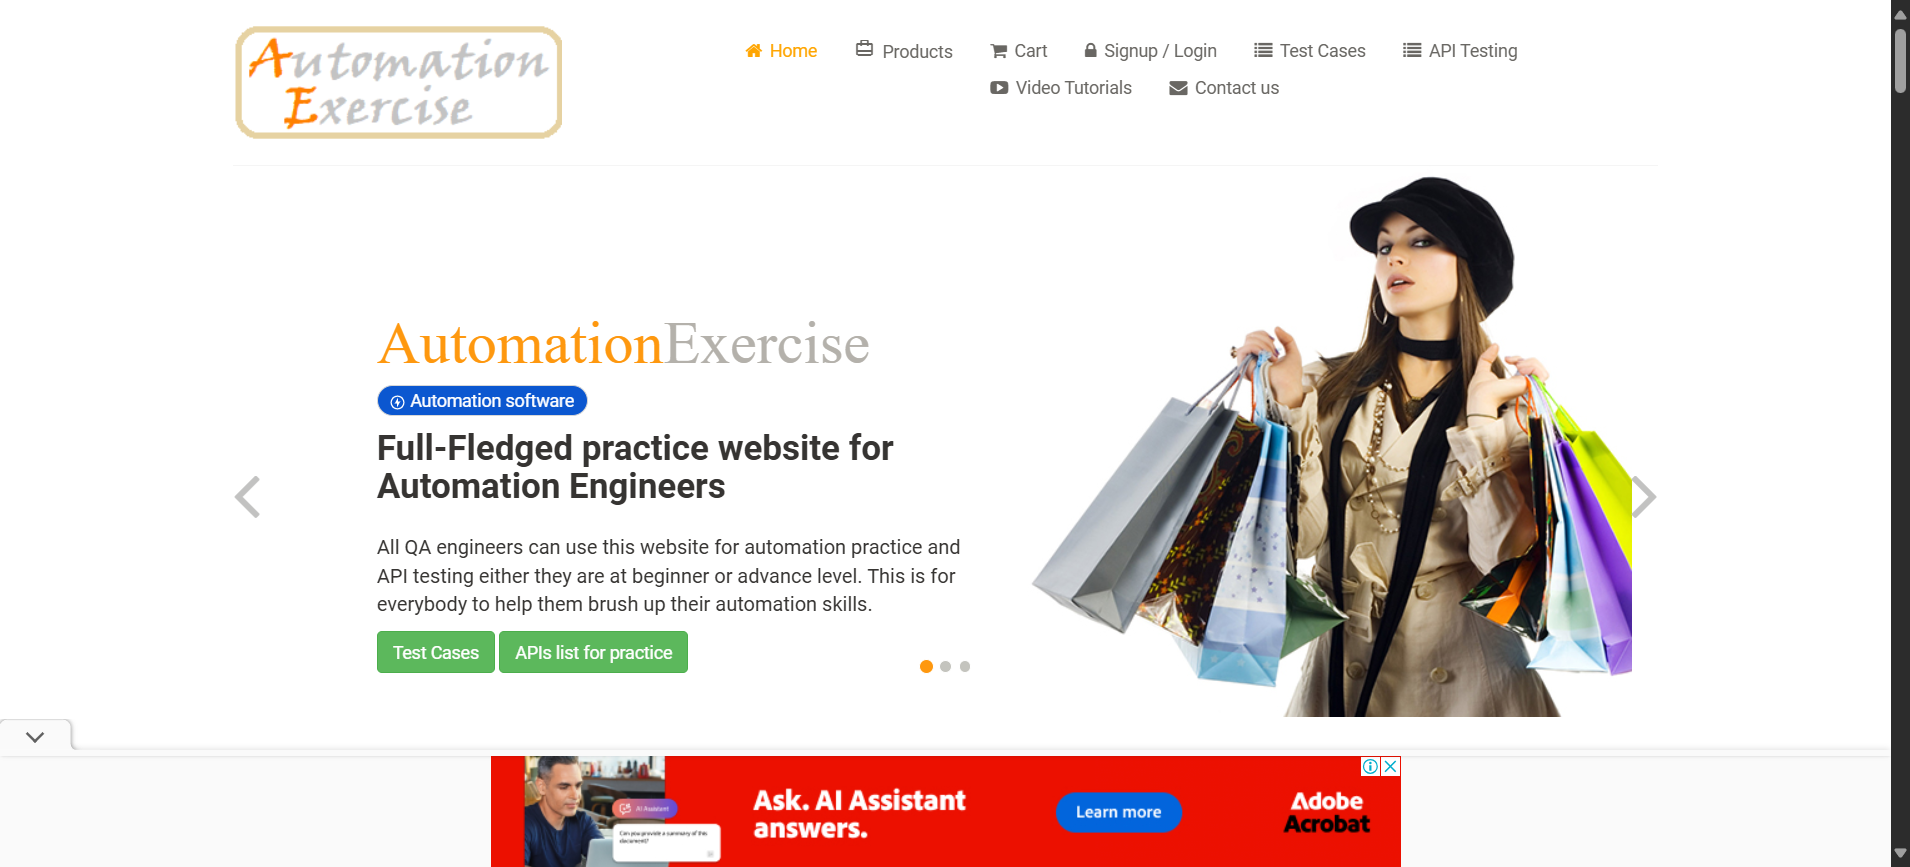 Automation
Exercise
Home
Products
Cart
Signup / Login
Test Cases
API Testing
Video Tutorials
Contact us
AutomationExercise
Automation software
Full-Fledged practice website for
Automation Engineers
All QA engineers can use this website for automation practice and
API testing either they are at beginner or advance level. This is for
everybody to help them brush up their automation skills.
Test Cases
APIs list for practice
AI Assistant
Can you provide a summary of this
document?
Ask. AI Assistant
answers.
Learn more
Adobe
Acrobat